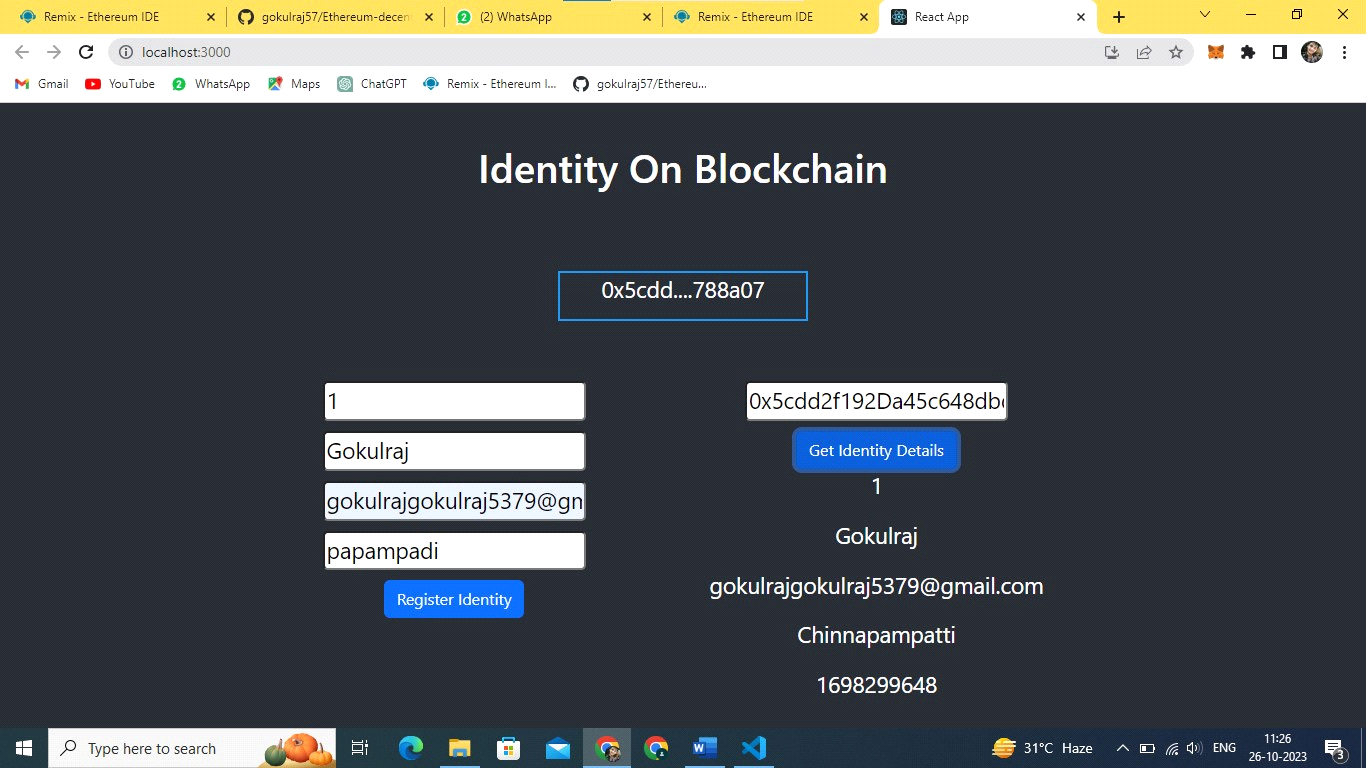 Remix - Ethereum IDE
gokulraj57/Ethereum-decen
(2) WhatsApp
Remix - Ethereum IDE
React App
localhost:3000
Gmail
YouTube
WhatsApp
Maps
ChatGPT
Remix - Ethereum I...
gokulraj57/Ethereu...
Identity On Blockchain
0x5cdd....788a07
1
Gokulraj
gokulrajgokulraj5379@gm
papampadi
Register Identity
0x5cdd2f192Da45c648db
Get Identity Details
1
Gokulraj
gokulrajgokulraj5379@gmail.com
Chinnapampatti
1698299648
Type here to search
31°C Haze
ENG
11:26
26-10-2023
3